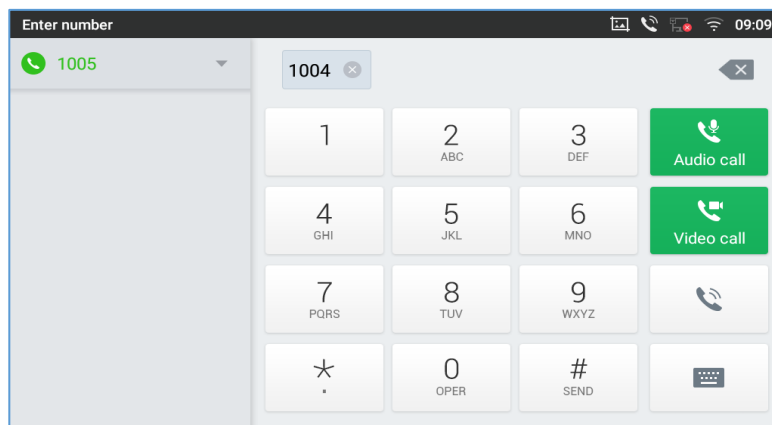 Enter number 09:09
1005
1004
1 2 3
ABC DEF
Audio call
4 5 6
GHI JKL MNO
Video call
7 8 9
PQRS TUV WXYZ
* 0 #
. OPER SEND